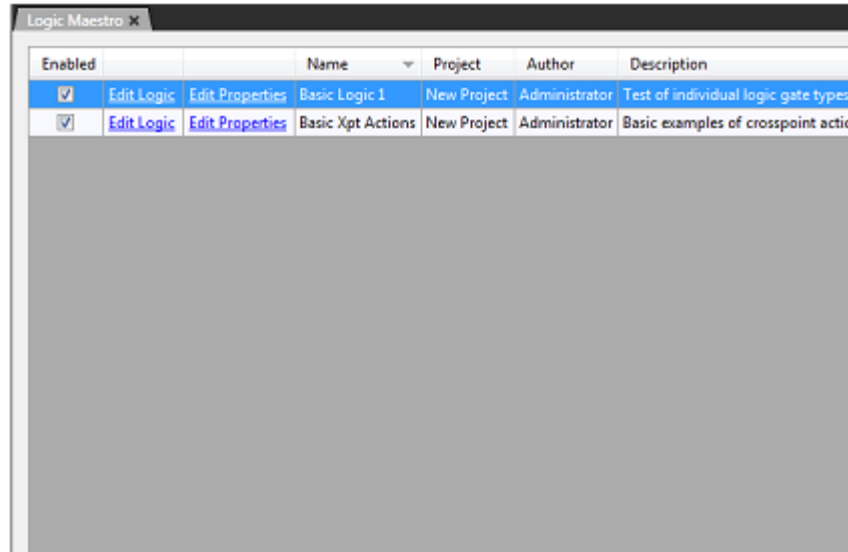 Logic Maestro ×
Enabled Name Project Author Description
Edit Logic Edit Properties Basic Logic 1 New Project Administrator Test of individual logic gate types
Edit Logic Edit Properties Basic Xpt Actions New Project Administrator Basic examples of crosspoint actio